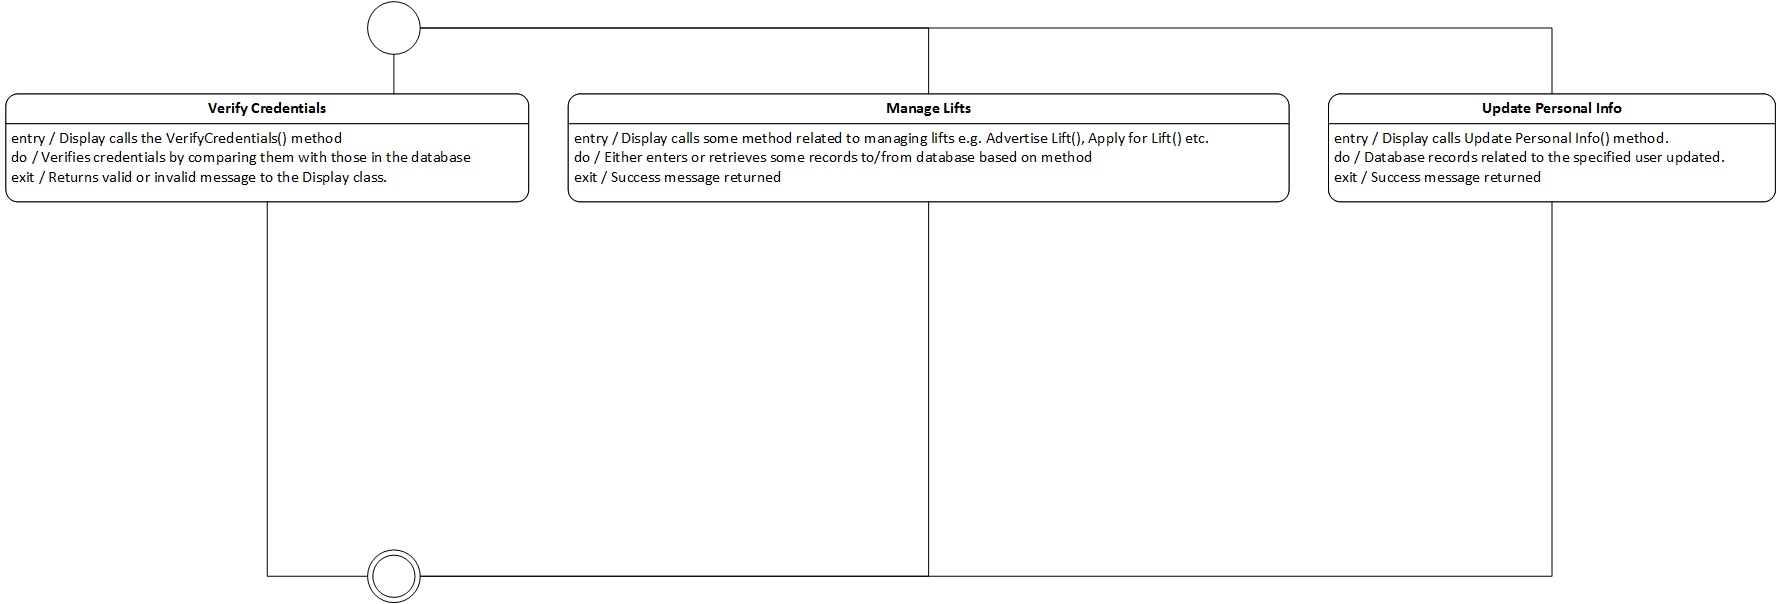 Verify Credentials
entry / Display calls the VerifyCredentials() method
do / Verifies credentials by comparing them with those in the database
exit / Returns valid or invalid message to the Display class.
Manage Lifts
entry / Display calls some method related to managing lifts e.g. Advertise Lift(), Apply for Lift() etc.
do / Either enters or retrieves some records to/from database based on method
exit / Success message returned
Update Personal Info
entry / Display calls Update Personal Info() method.
do / Database records related to the specified user updated.
exit / Success message returned